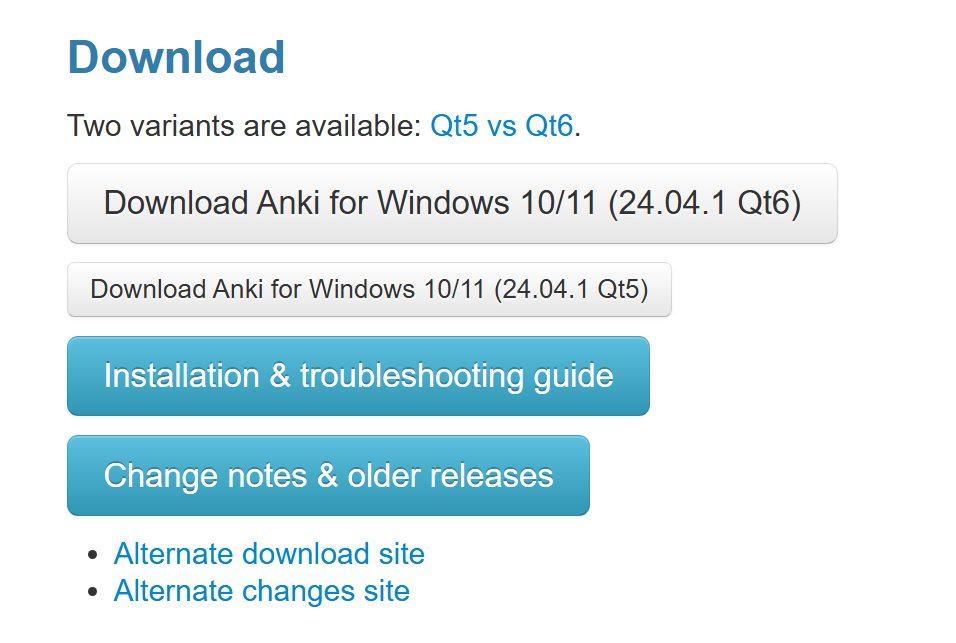 Download
Two variants are available: Qt5 vs Qt6.
Download Anki for Windows 10/11 (24.04.1 Qt6)
Download Anki for Windows 10/11 (24.04.1 Qt5)
Installation & troubleshooting guide
Change notes & older releases
Alternate download site
Alternate changes site